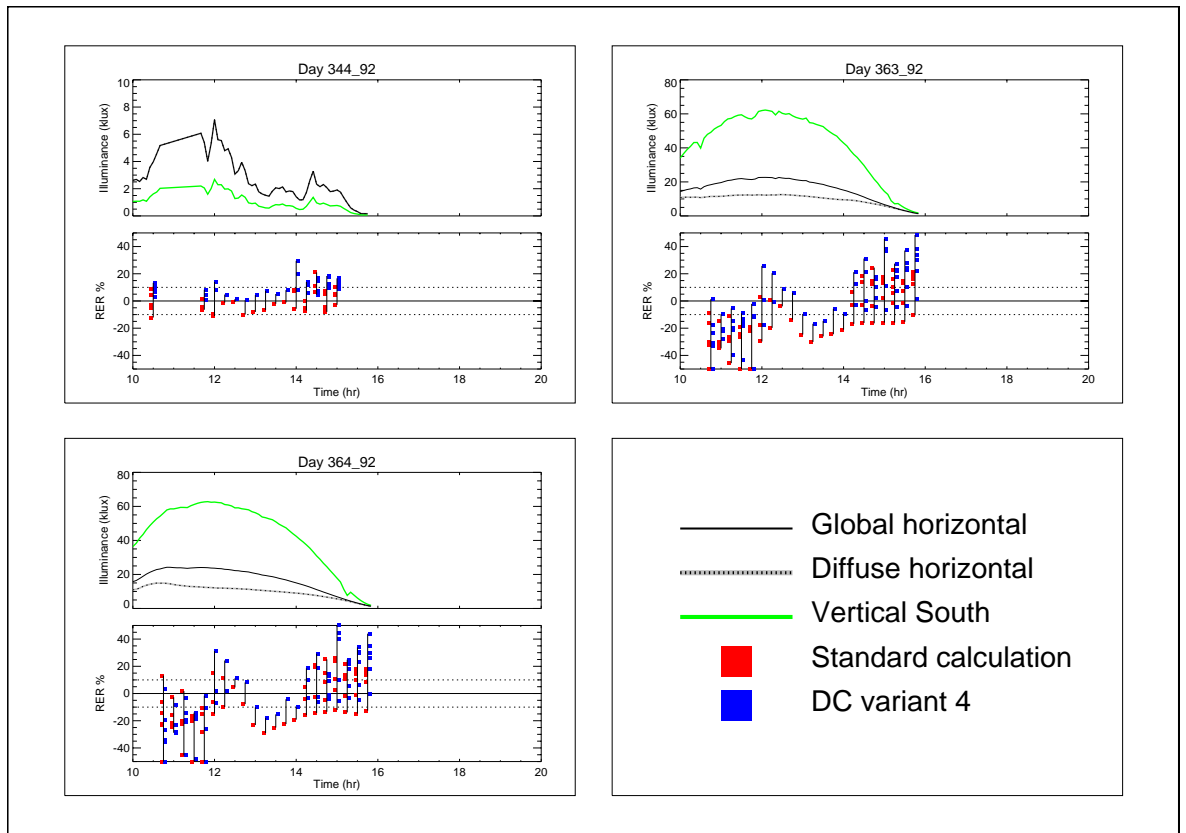 Day 344_92
Illuminance (klux)
10
8
6
4
2
0
RER %
40
20
0
-20
-40
10 12 14 16 18 20
Time (hr)
Day 363_92
Illuminance (klux)
80
60
40
20
0
RER %
40
20
0
-20
-40
10 12 14 16 18 20
Time (hr)
Day 364_92
Illuminance (klux)
80
60
40
20
0
RER %
40
20
0
-20
-40
10 12 14 16 18 20
Time (hr)
Global horizontal
Diffuse horizontal
Vertical South
Standard calculation
DC variant 4